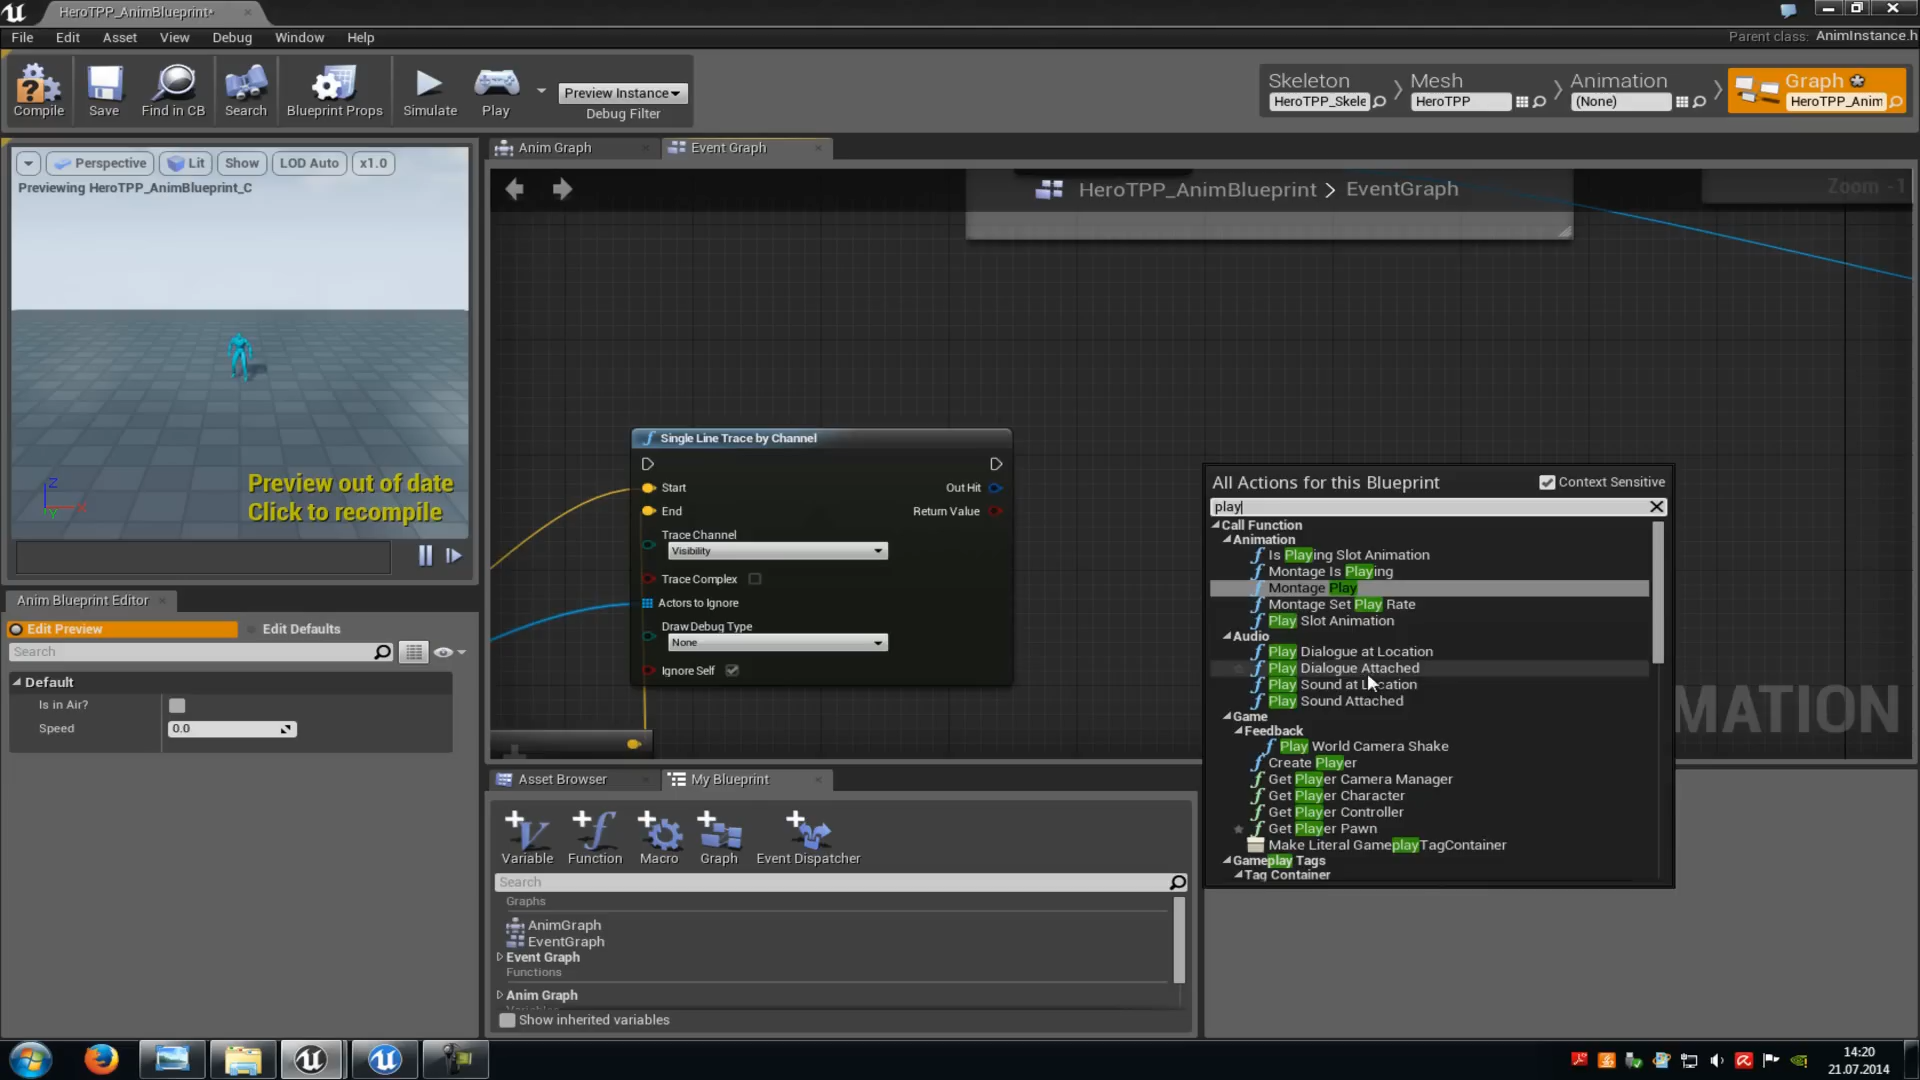 HeroTPP_AnimBlueprint*
File Edit Asset View Debug Window Help
Parent class: AnimInstance.h
Compile Save Find in CB Search Blueprint Props Simulate Play
Preview Instance
Debug Filter
Skeleton
HeroTPP_Skele
Mesh
HeroTPP
Animation
(None)
Graph
HeroTPP_Anim
Anim Graph Event Graph
Perspective Lit Show LOD Auto x1.0
Previewing HeroTPP_AnimBlueprint_C
HeroTPP_AnimBlueprint > EventGraph
Zoom -1
Preview out of date
Click to recompile
Single Line Trace by Channel
Start Out Hit
End Return Value
Trace Channel
Visibility
Trace Complex
Actors to Ignore
Draw Debug Type
None
Ignore Self
All Actions for this Blueprint Context Sensitive
play
Call Function
Animation
Is Playing Slot Animation
Montage Is Playing
Montage Play
Montage Set Play Rate
Play Slot Animation
Audio
Play Dialogue at Location
Play Dialogue Attached
Play Sound at Location
Play Sound Attached
Game
Feedback
Play World Camera Shake
Create Player
Get Player Camera Manager
Get Player Character
Get Player Controller
Get Player Pawn
Make Literal GameplayTagContainer
Gameplay Tags
Tag Container
MATION
Anim Blueprint Editor
Edit Preview Edit Defaults
Search
Default
Is in Air?
Speed 0.0
Asset Browser My Blueprint
Variable Function Macro Graph Event Dispatcher
Search
Graphs
AnimGraph
EventGraph
Event Graph
Functions
Anim Graph
Show inherited variables
14:20
21.07.2014